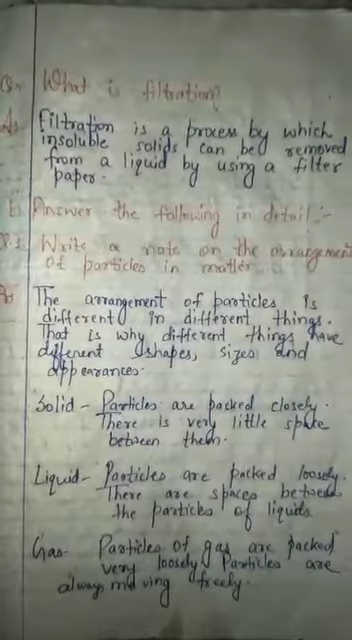 Q. What is filtration?
A. Filtration is a process by which
insoluble solids can be removed
from a liquid by using a filter
paper.
E. Answer the following in detail :-
Q.1. Write a note on the arrangement
of particles in matter.
A. The arrangement of particles is
different in different things.
That is why different things have
different shapes, sizes and
appearances.
Solid - Particles are packed closely.
There is very little space
between them.
Liquid - Particles are packed loosely.
There are spaces between
the particles of liquids.
Gas - Particles of gas are packed
very loosely Particles are
always moving freely.